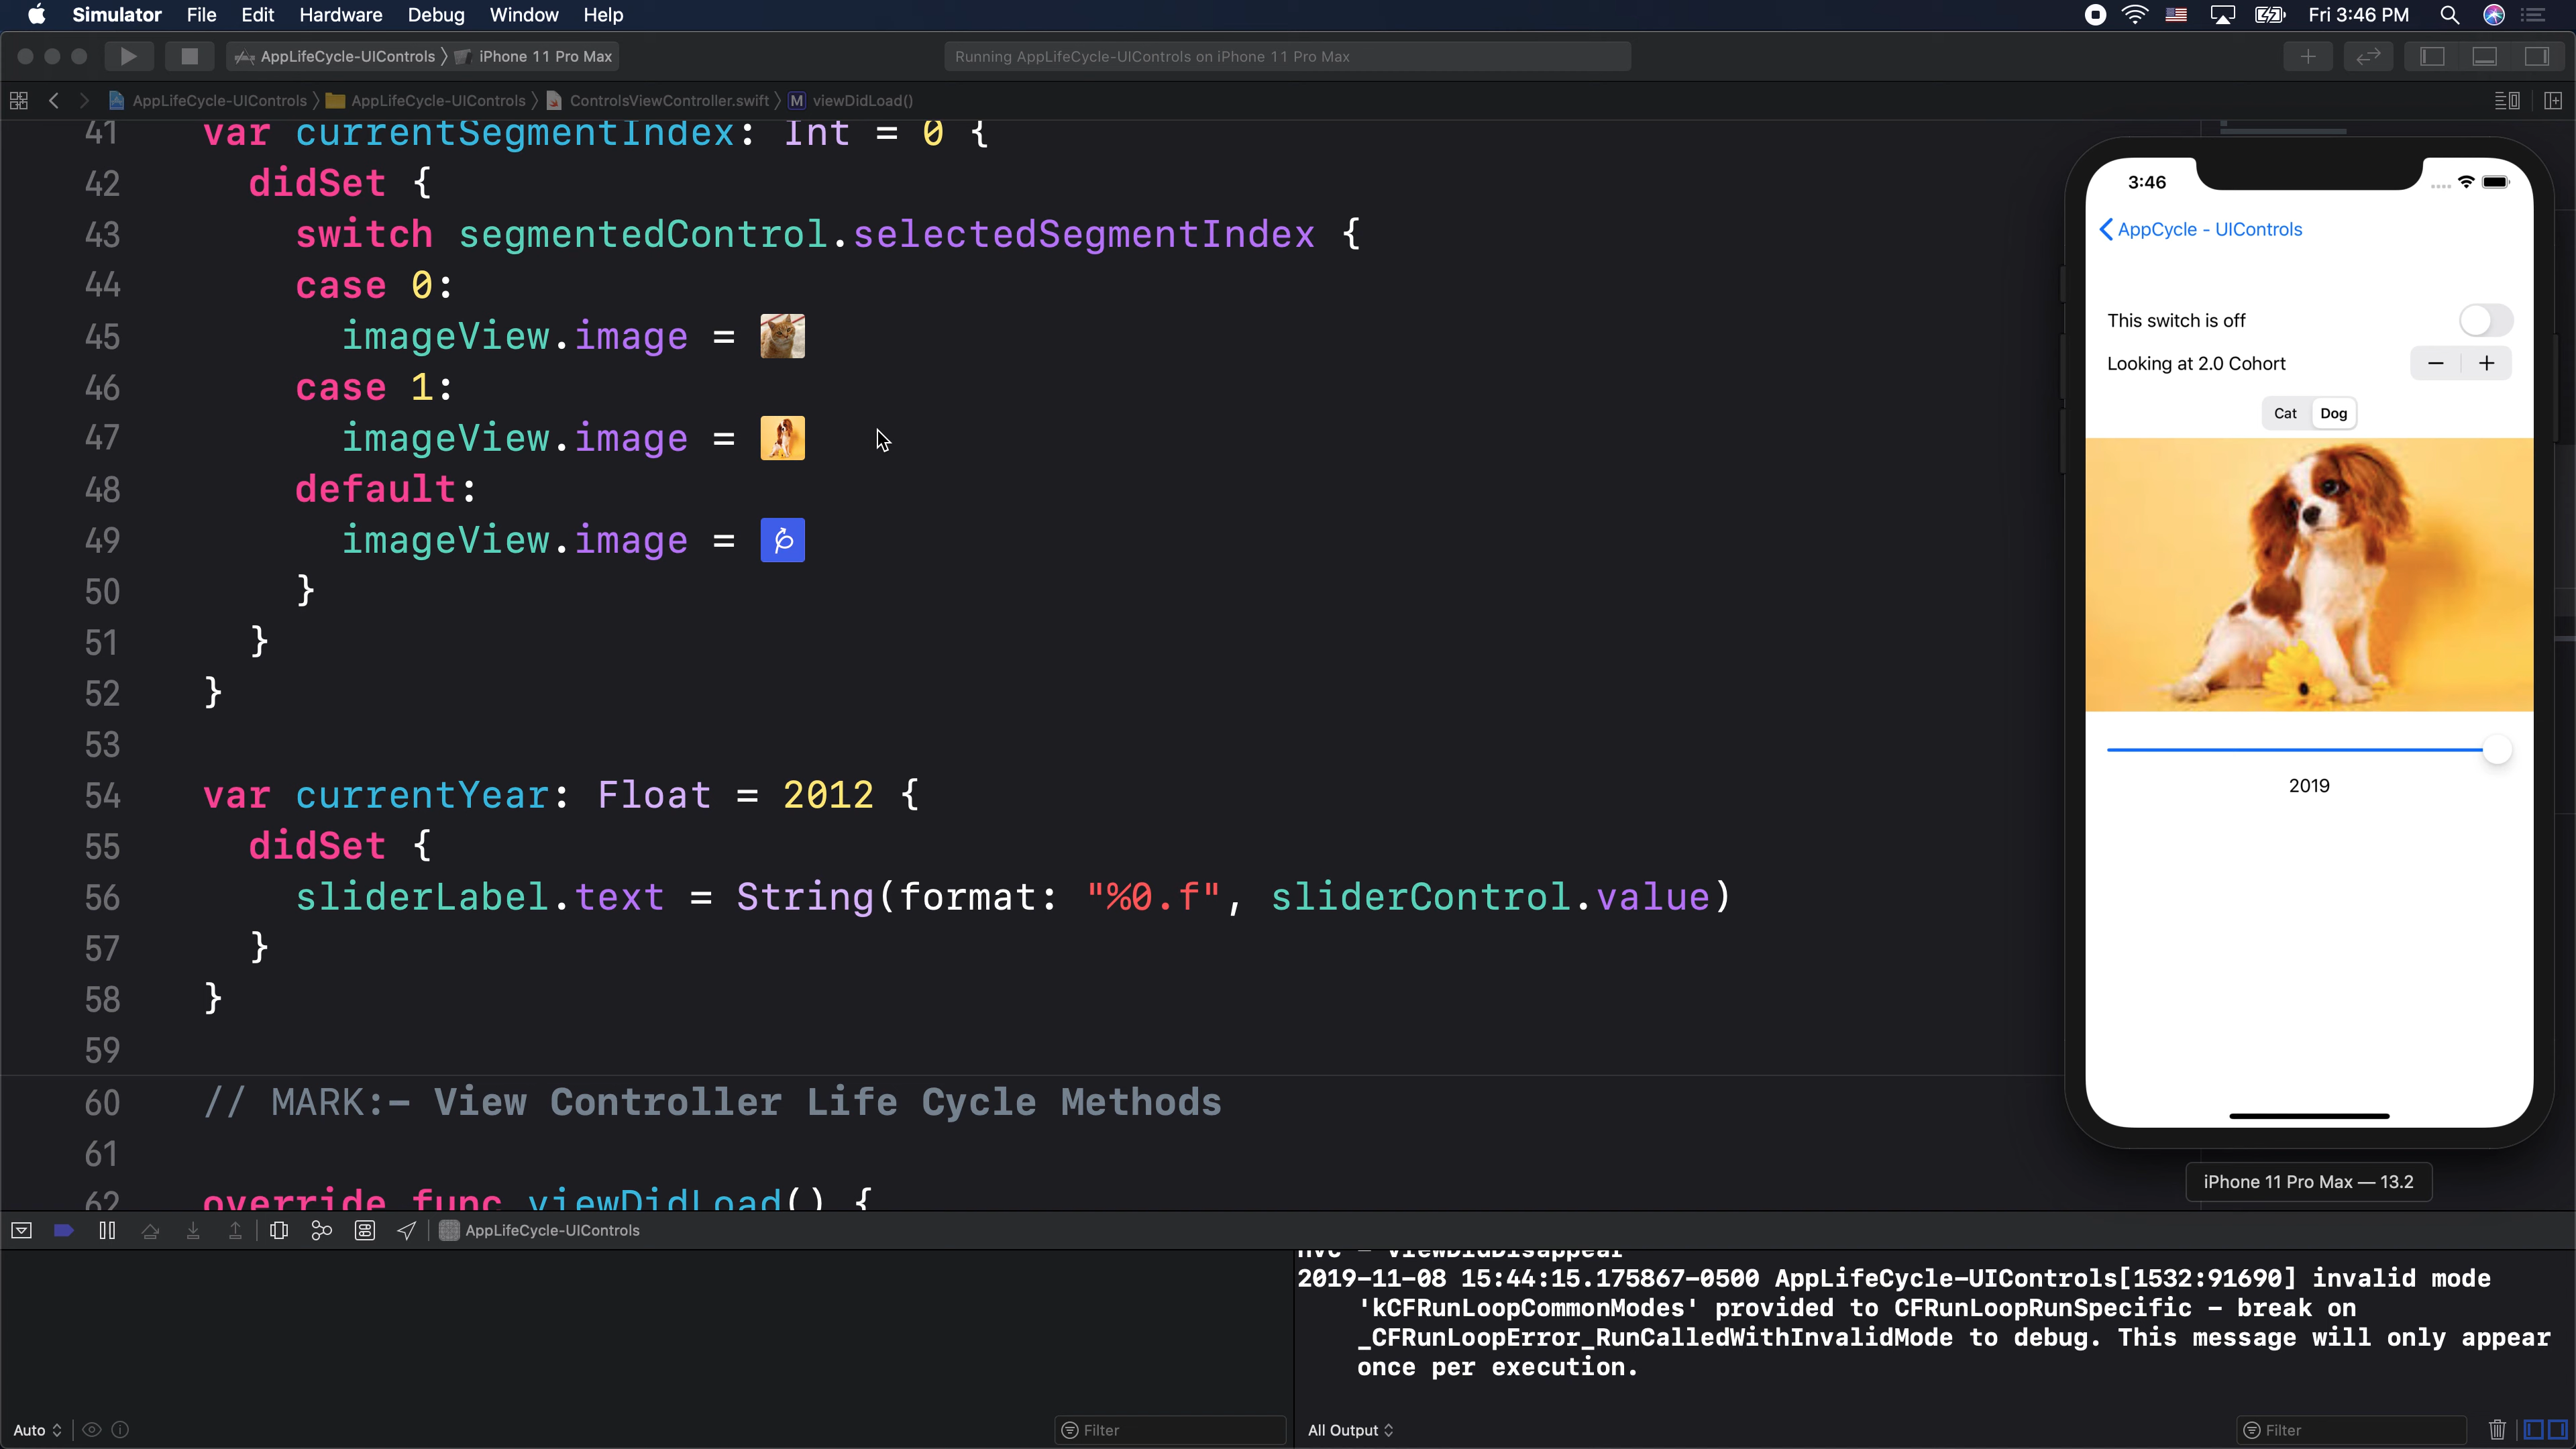 Simulator File Edit Hardware Debug Window Help Fri 3:46 PM
AppLifeCycle-UIControls iPhone 11 Pro Max Running AppLifeCycle-UIControls on iPhone 11 Pro Max
AppLifeCycle-UIControls AppLifeCycle-UIControls ControlsViewController.swift M viewDidLoad()
41 var currentSegmentIndex: Int = 0 {
42 didSet {
43 switch segmentedControl.selectedSegmentIndex {
44 case 0:
45 imageView.image =
46 case 1:
47 imageView.image =
48 default:
49 imageView.image =
50 }
51 }
52 }
53
54 var currentYear: Float = 2012 {
55 didSet {
56 sliderLabel.text = String(format: "%0.f", sliderControl.value)
57 }
58 }
59
60 // MARK:- View Controller Life Cycle Methods
61
62 override func viewDidLoad() {
3:46
AppCycle - UIControls
This switch is off
Looking at 2.0 Cohort − +
Cat Dog
2019
iPhone 11 Pro Max — 13.2
AppLifeCycle-UIControls
nvc - viewDidDisappear
2019-11-08 15:44:15.175867-0500 AppLifeCycle-UIControls[1532:91690] invalid mode
'kCFRunLoopCommonModes' provided to CFRunLoopRunSpecific - break on
_CFRunLoopError_RunCalledWithInvalidMode to debug. This message will only appear
once per execution.
Auto Filter All Output Filter